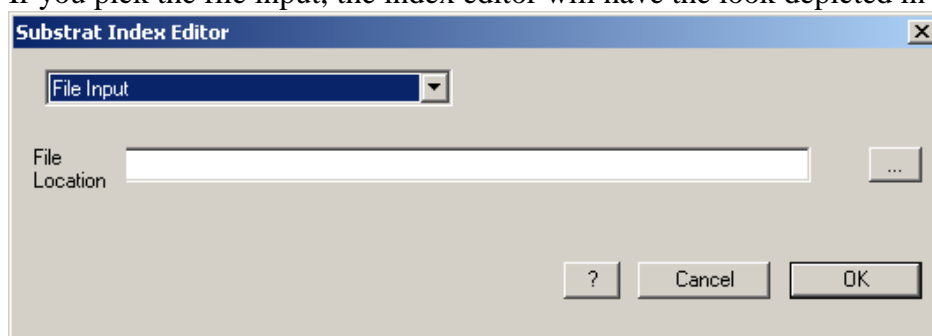 If you pick the file input, the index editor will have the look depicted in
Substrat Index Editor
File Input
File
Location
...
?
Cancel
OK